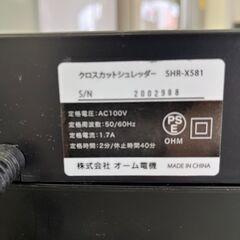 クロスカットシュレッダー SHR-X581
S/N 2002988
定格電圧:AC100V
定格周波数:50/60Hz
定格電流:1.7A
定格時間:2分/休止時間40分
PSE
OHM
株式会社 オーム電機 MADE IN CHINA